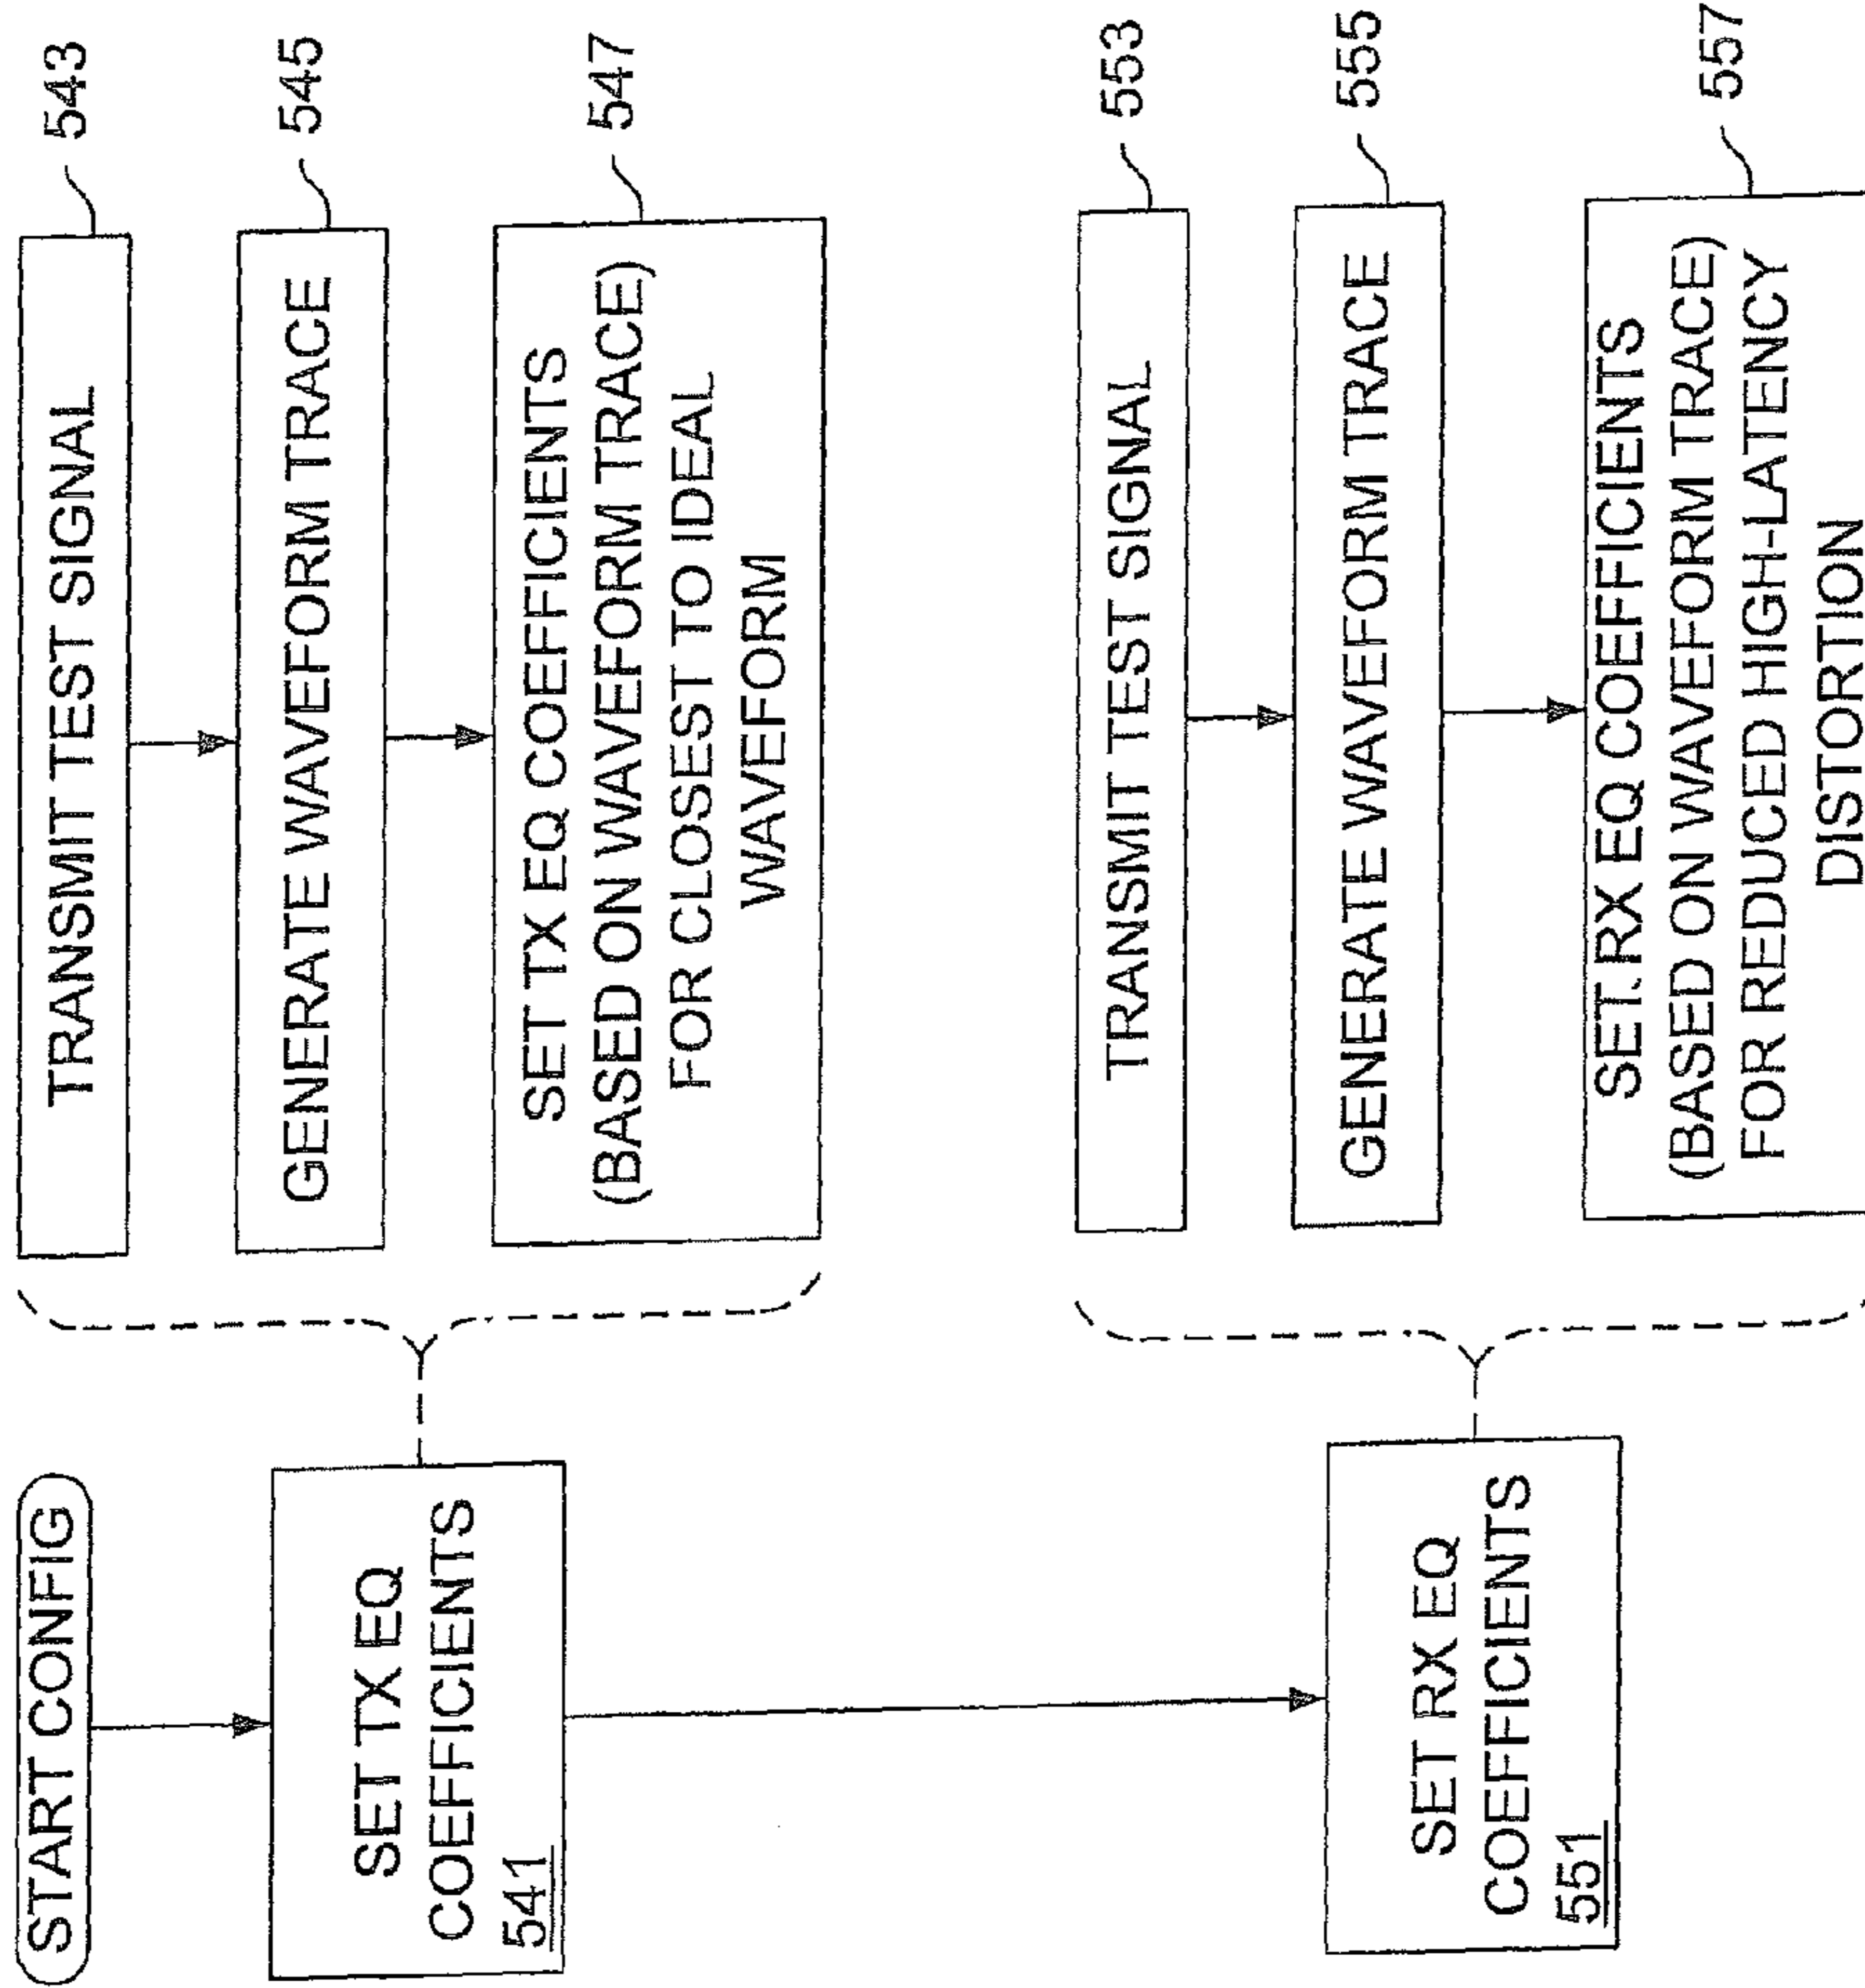 START CONFIG
SET TX EQ
COEFFICIENTS
541
TRANSMIT TEST SIGNAL
543
GENERATE WAVEFORM TRACE
545
SET TX EQ COEFFICIENTS
(BASED ON WAVEFORM TRACE)
FOR CLOSEST TO IDEAL
WAVEFORM
547
SET RX EQ
COEFFICIENTS
551
TRANSMIT TEST SIGNAL
553
GENERATE WAVEFORM TRACE
555
SET RX EQ COEFFICIENTS
(BASED ON WAVEFORM TRACE)
FOR REDUCED HIGH-LATENCY
DISTORTION
557